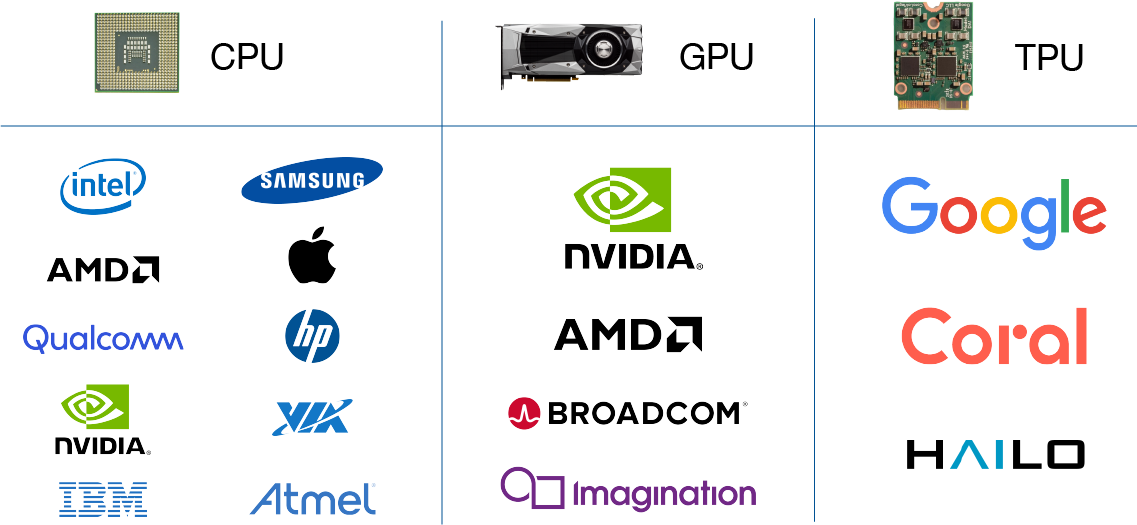 CPU
GPU
TPU
intel
SAMSUNG
AMD
Qualcomm
hp
NVIDIA®
VIA
IBM
Atmel
NVIDIA®
AMD
BROADCOM®
Imagination
Google
Coral
HAILO